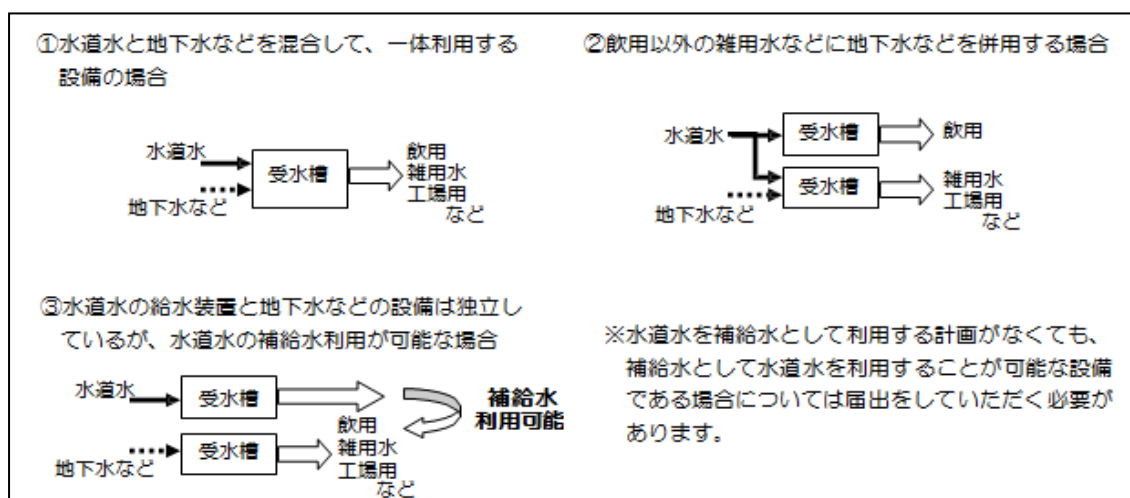 ①水道水と地下水などを混合して、一体利用する
設備の場合
水道水
地下水など
受水槽
飲用
雑用水
工場用
など
②飲用以外の雑用水などに地下水などを併用する場合
水道水
地下水など
受水槽
飲用
受水槽
雑用水
工場用
など
③水道水の給水装置と地下水などの設備は独立し
ているが、水道水の補給水利用が可能な場合
水道水
受水槽
地下水など
受水槽
飲用
雑用水
工場用
など
補給水
利用可能
※水道水を補給水として利用する計画がなくても、
補給水として水道水を利用することが可能な設備
である場合については届出をしていただく必要が
あります。